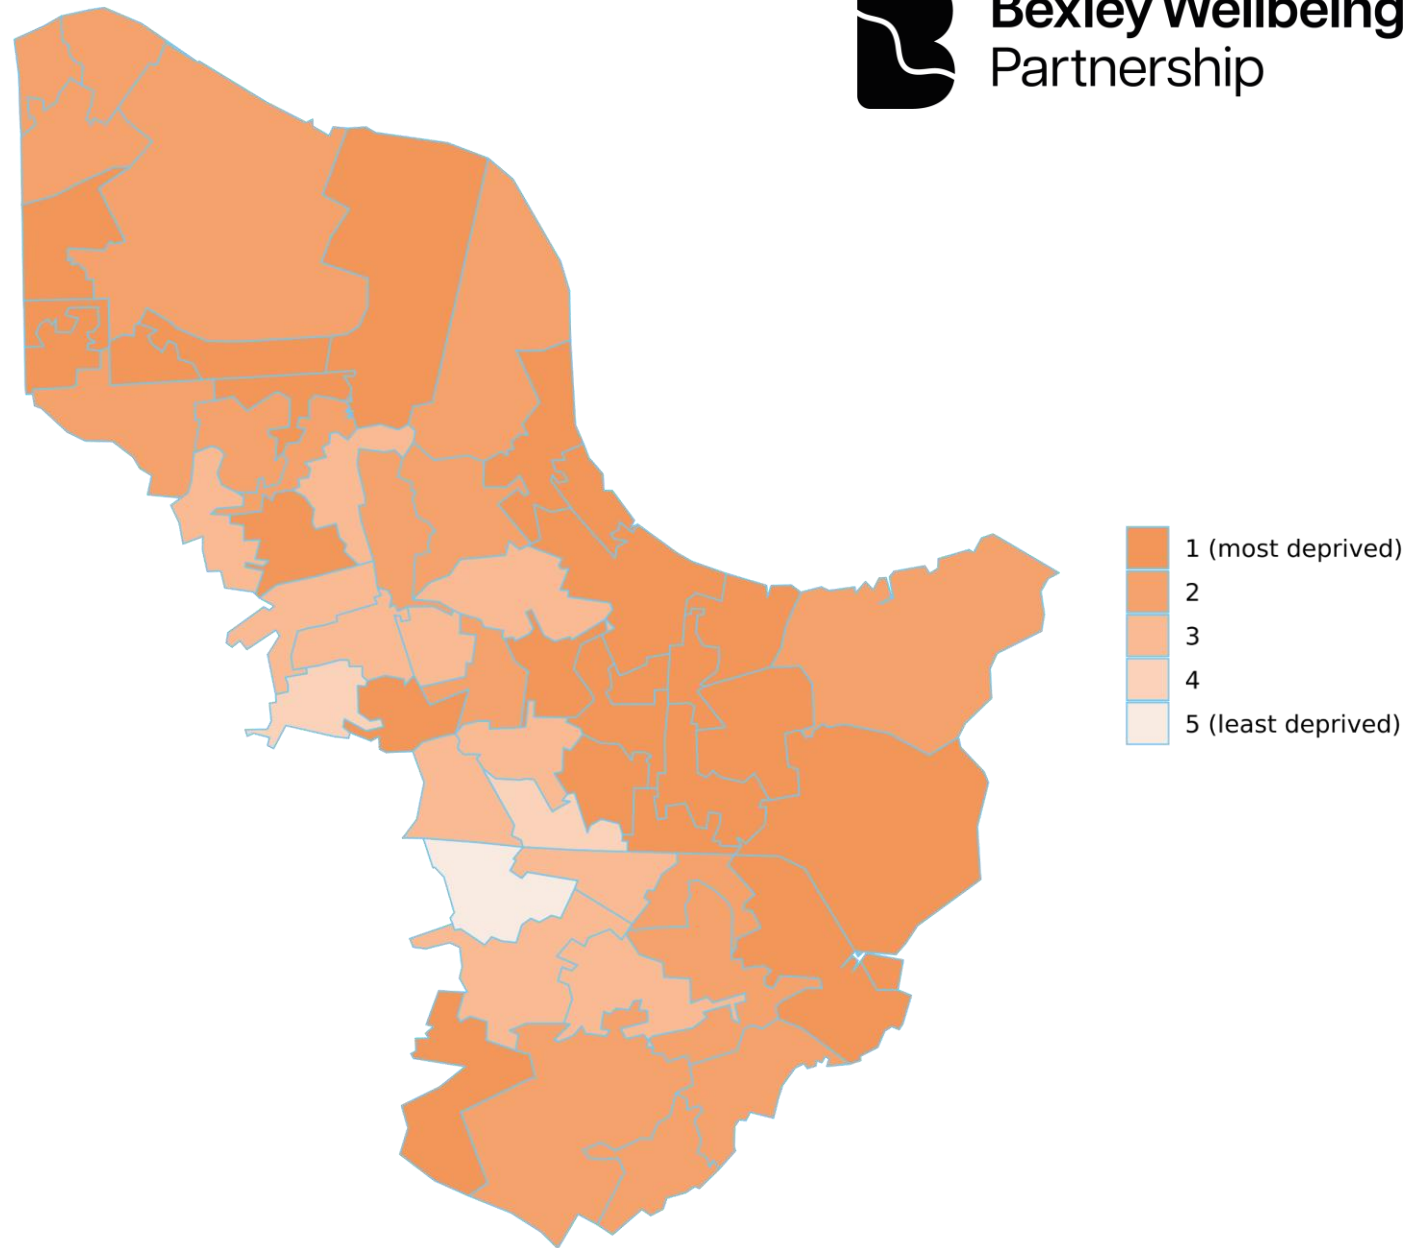 Bexley Wellbeing
Partnership
1 (most deprived)
2
3
4
5 (least deprived)